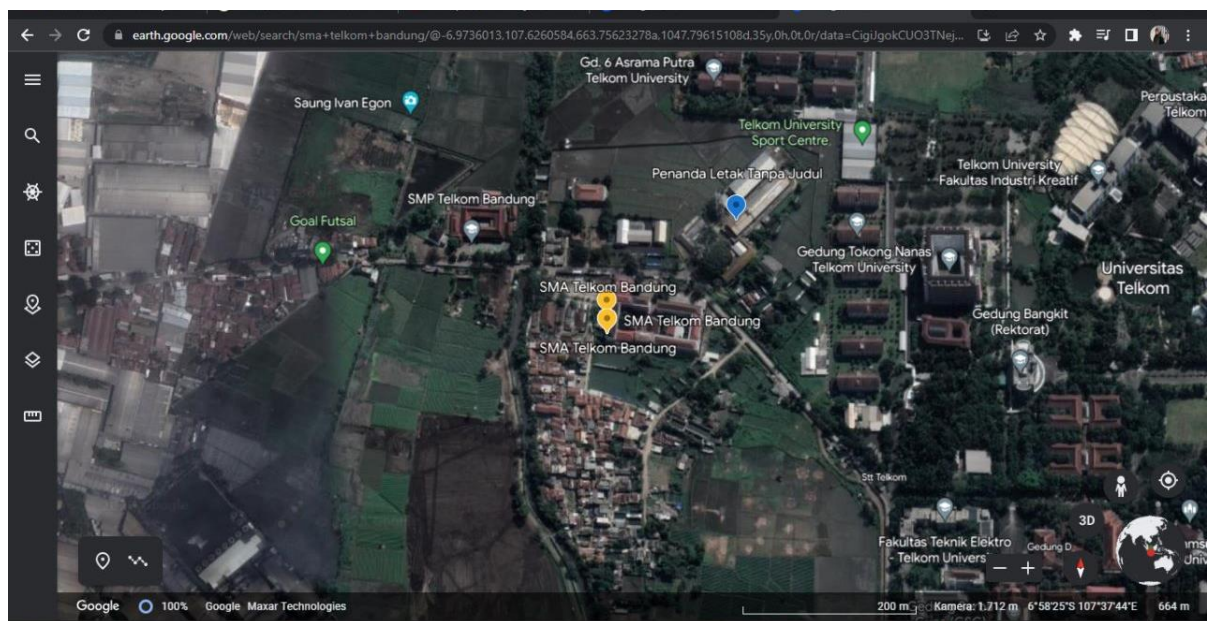 earth.google.com/web/search/sma+telkom+bandung/@-6.9736013,107.6260584,663.75623278a,1047.79615108d,35y,0h,0t,0r/data=CigiJgokCUO3TNej...
Gd. 6 Asrama Putra
Telkom University
Saung Ivan Egon
Perpustaka
Telkom
Telkom University
Sport Centre
Telkom University
Fakultas Industri Kreatif
Penanda Letak Tanpa Judul
SMP Telkom Bandung
Goal Futsal
Gedung Tokong Nanas
Telkom University
Universitas
Telkom
SMA Telkom Bandung
SMA Telkom Bandung
SMA Telkom Bandung
Gedung Bangkit
(Rektorat)
Stt Telkom
3D
Fakultas Teknik Elektro
- Telkom Univers
Gedung D
Univ
Google
100%
Google
Maxar Technologies
200 m
Kamera: 1.712 m
6°58'25"S 107°37'44"E
664 m